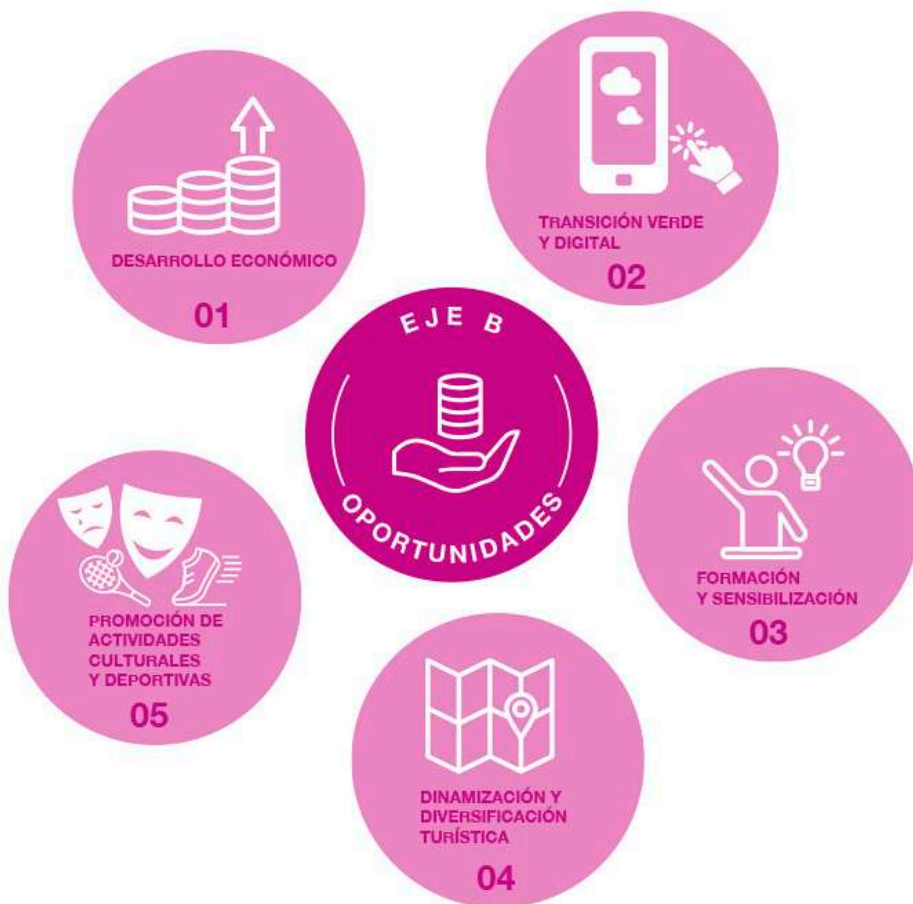 DESARROLLO ECONÓMICO
01
TRANSICIÓN VERDE
Y DIGITAL
02
EJE B
OPORTUNIDADES
FORMACIÓN
Y SENSIBILIZACIÓN
03
DINAMIZACIÓN Y
DIVERSIFICACIÓN
TURÍSTICA
04
PROMOCIÓN DE
ACTIVIDADES
CULTURALES
Y DEPORTIVAS
05